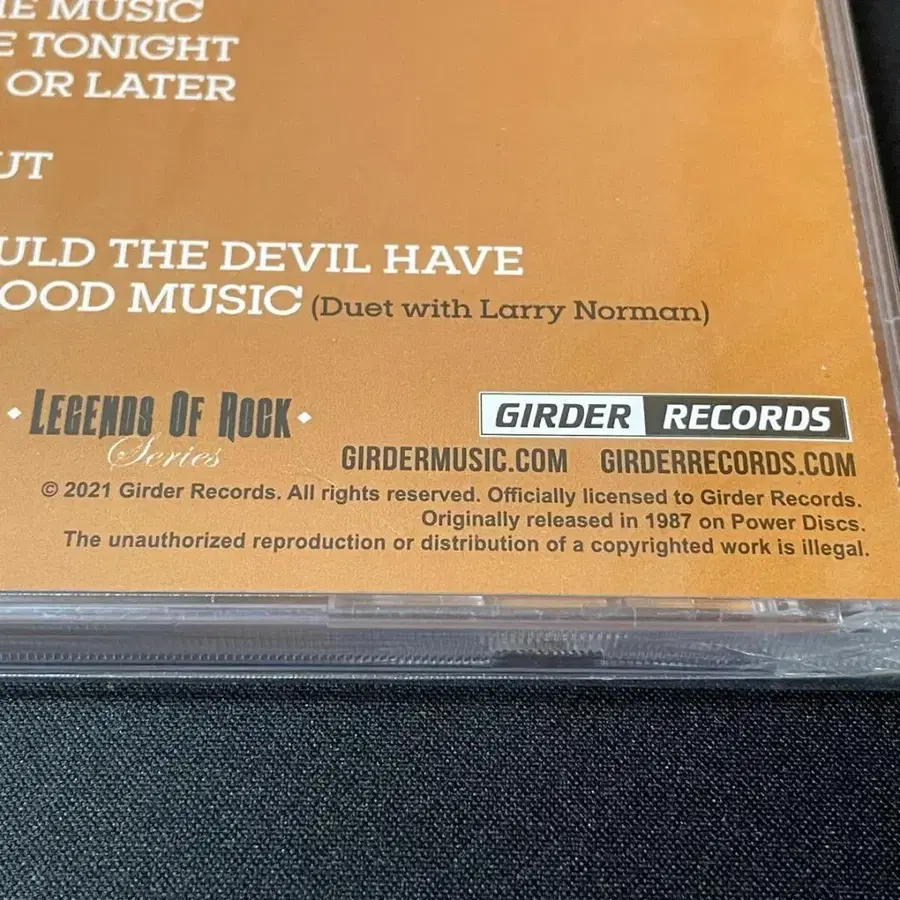 HE MUSIC
E TONIGHT
OR LATER
UT
ULD THE DEVIL HAVE
OOD MUSIC (Duet with Larry Norman)
LEGENDS OF ROCK
Series
GIRDER RECORDS
GIRDERMUSIC.COM GIRDERRECORDS.COM
© 2021 Girder Records. All rights reserved. Officially licensed to Girder Records.
Originally released in 1987 on Power Discs.
The unauthorized reproduction or distribution of a copyrighted work is illegal.